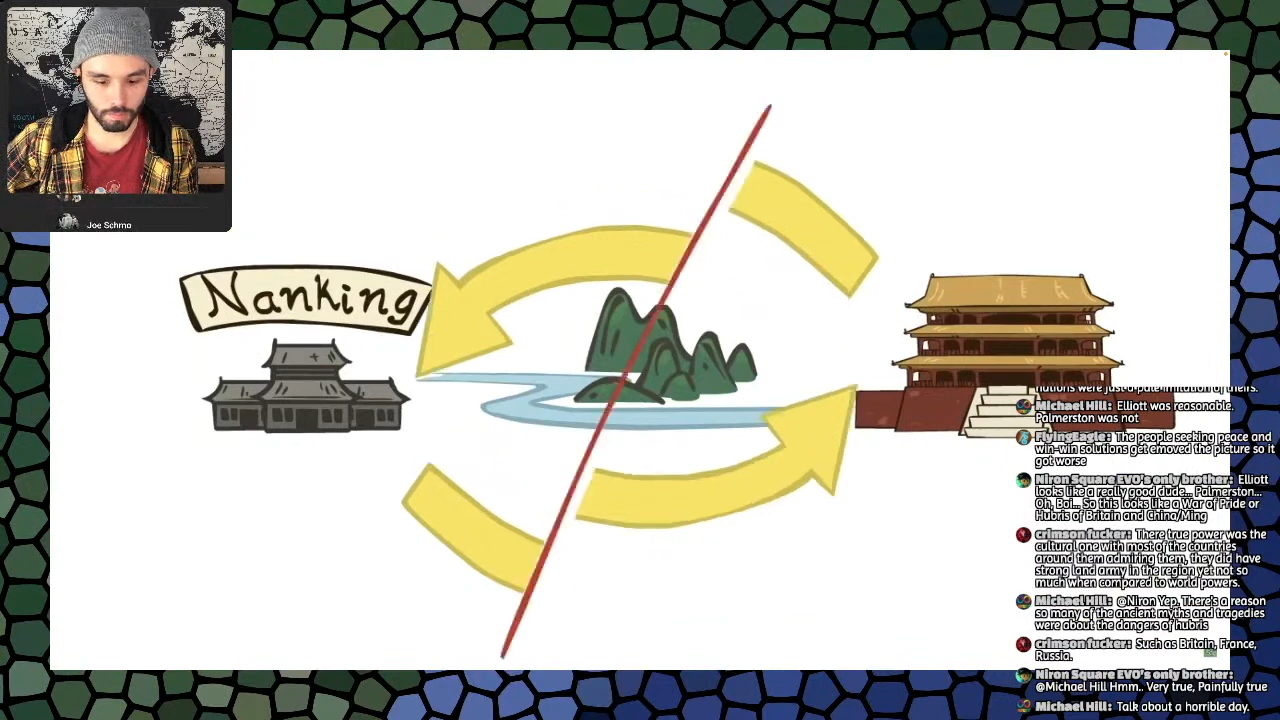 USA
Joe Schmo
Nanking
nations were just a pale imitation of theirs.
Michael Hill: Elliott was reasonable.
Palmerston was not
FlyingEagle: The people seeking peace and
win-win solutions get emoved the picture so it
got worse
Niron Square EVO's only brother: Elliott
looks like a really good dude... Palmerston...
Oh, Boi... So this looks like a War of Pride or
Hubris of Britain and China/Ming
crimson fucker: There true power was the
cultural one with most of the countries
around them admiring them, they did have
strong land army in the region yet not so
much when compared to world powers.
Michael Hill: @Niron Yep. There's a reason
so many of the ancient myths and tragedies
were about the dangers of hubris
crimson fucker: Such as Britain, France,
Russia.
Niron Square EVO's only brother:
@Michael Hill Hmm.. Very true, Painfully true
Michael Hill: Talk about a horrible day.